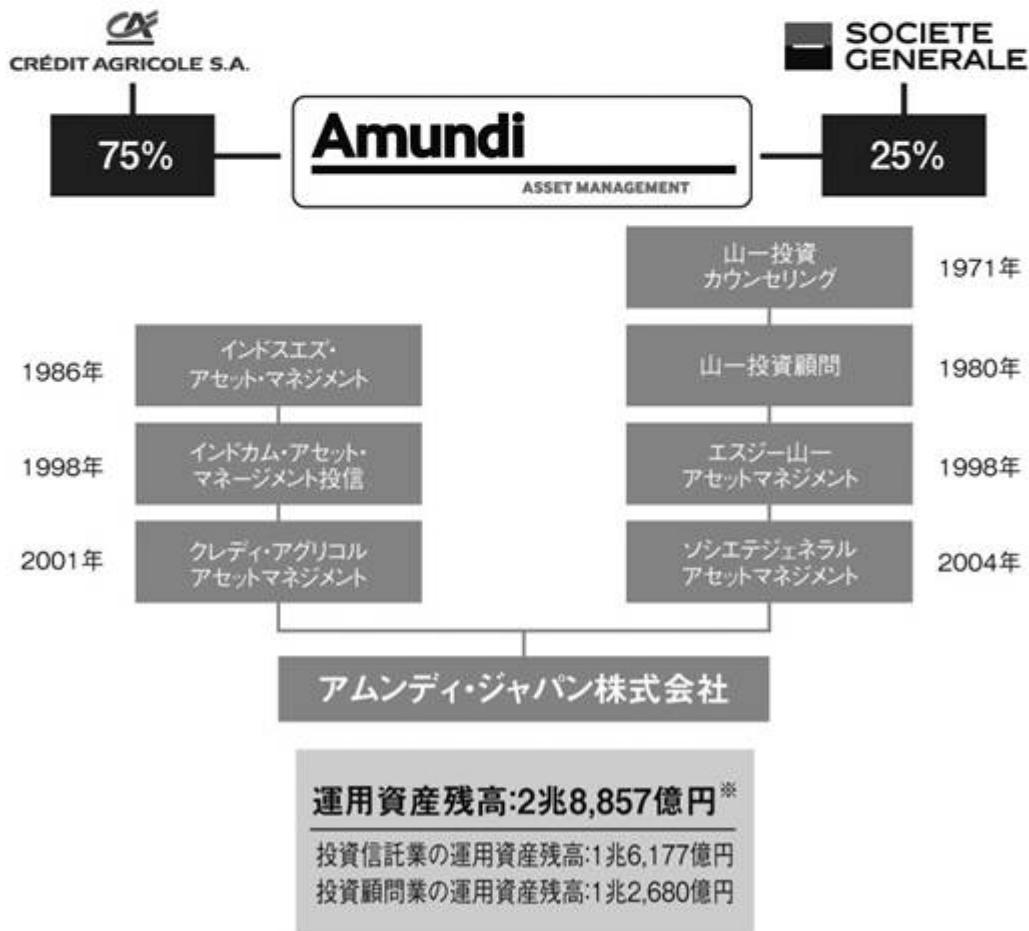 CA
CRÉDIT AGRICOLE S.A.
SOCIETE
GENERALE
75%
Amundi
ASSET MANAGEMENT
25%
山一投資
カウンセリング
1971年
1986年
インドスエズ・
アセット・マネジメント
山一投資顧問
1980年
1998年
インドカム・アセット・
マネージメント投信
エスジー山一
アセットマネジメント
1998年
2001年
クレディ・アグリコル
アセットマネジメント
ソシエテジェネラル
アセットマネジメント
2004年
アムンディ・ジャパン株式会社
運用資産残高:2兆8,857億円※
投資信託業の運用資産残高:1兆6,177億円
投資顧問業の運用資産残高:1兆2,680億円